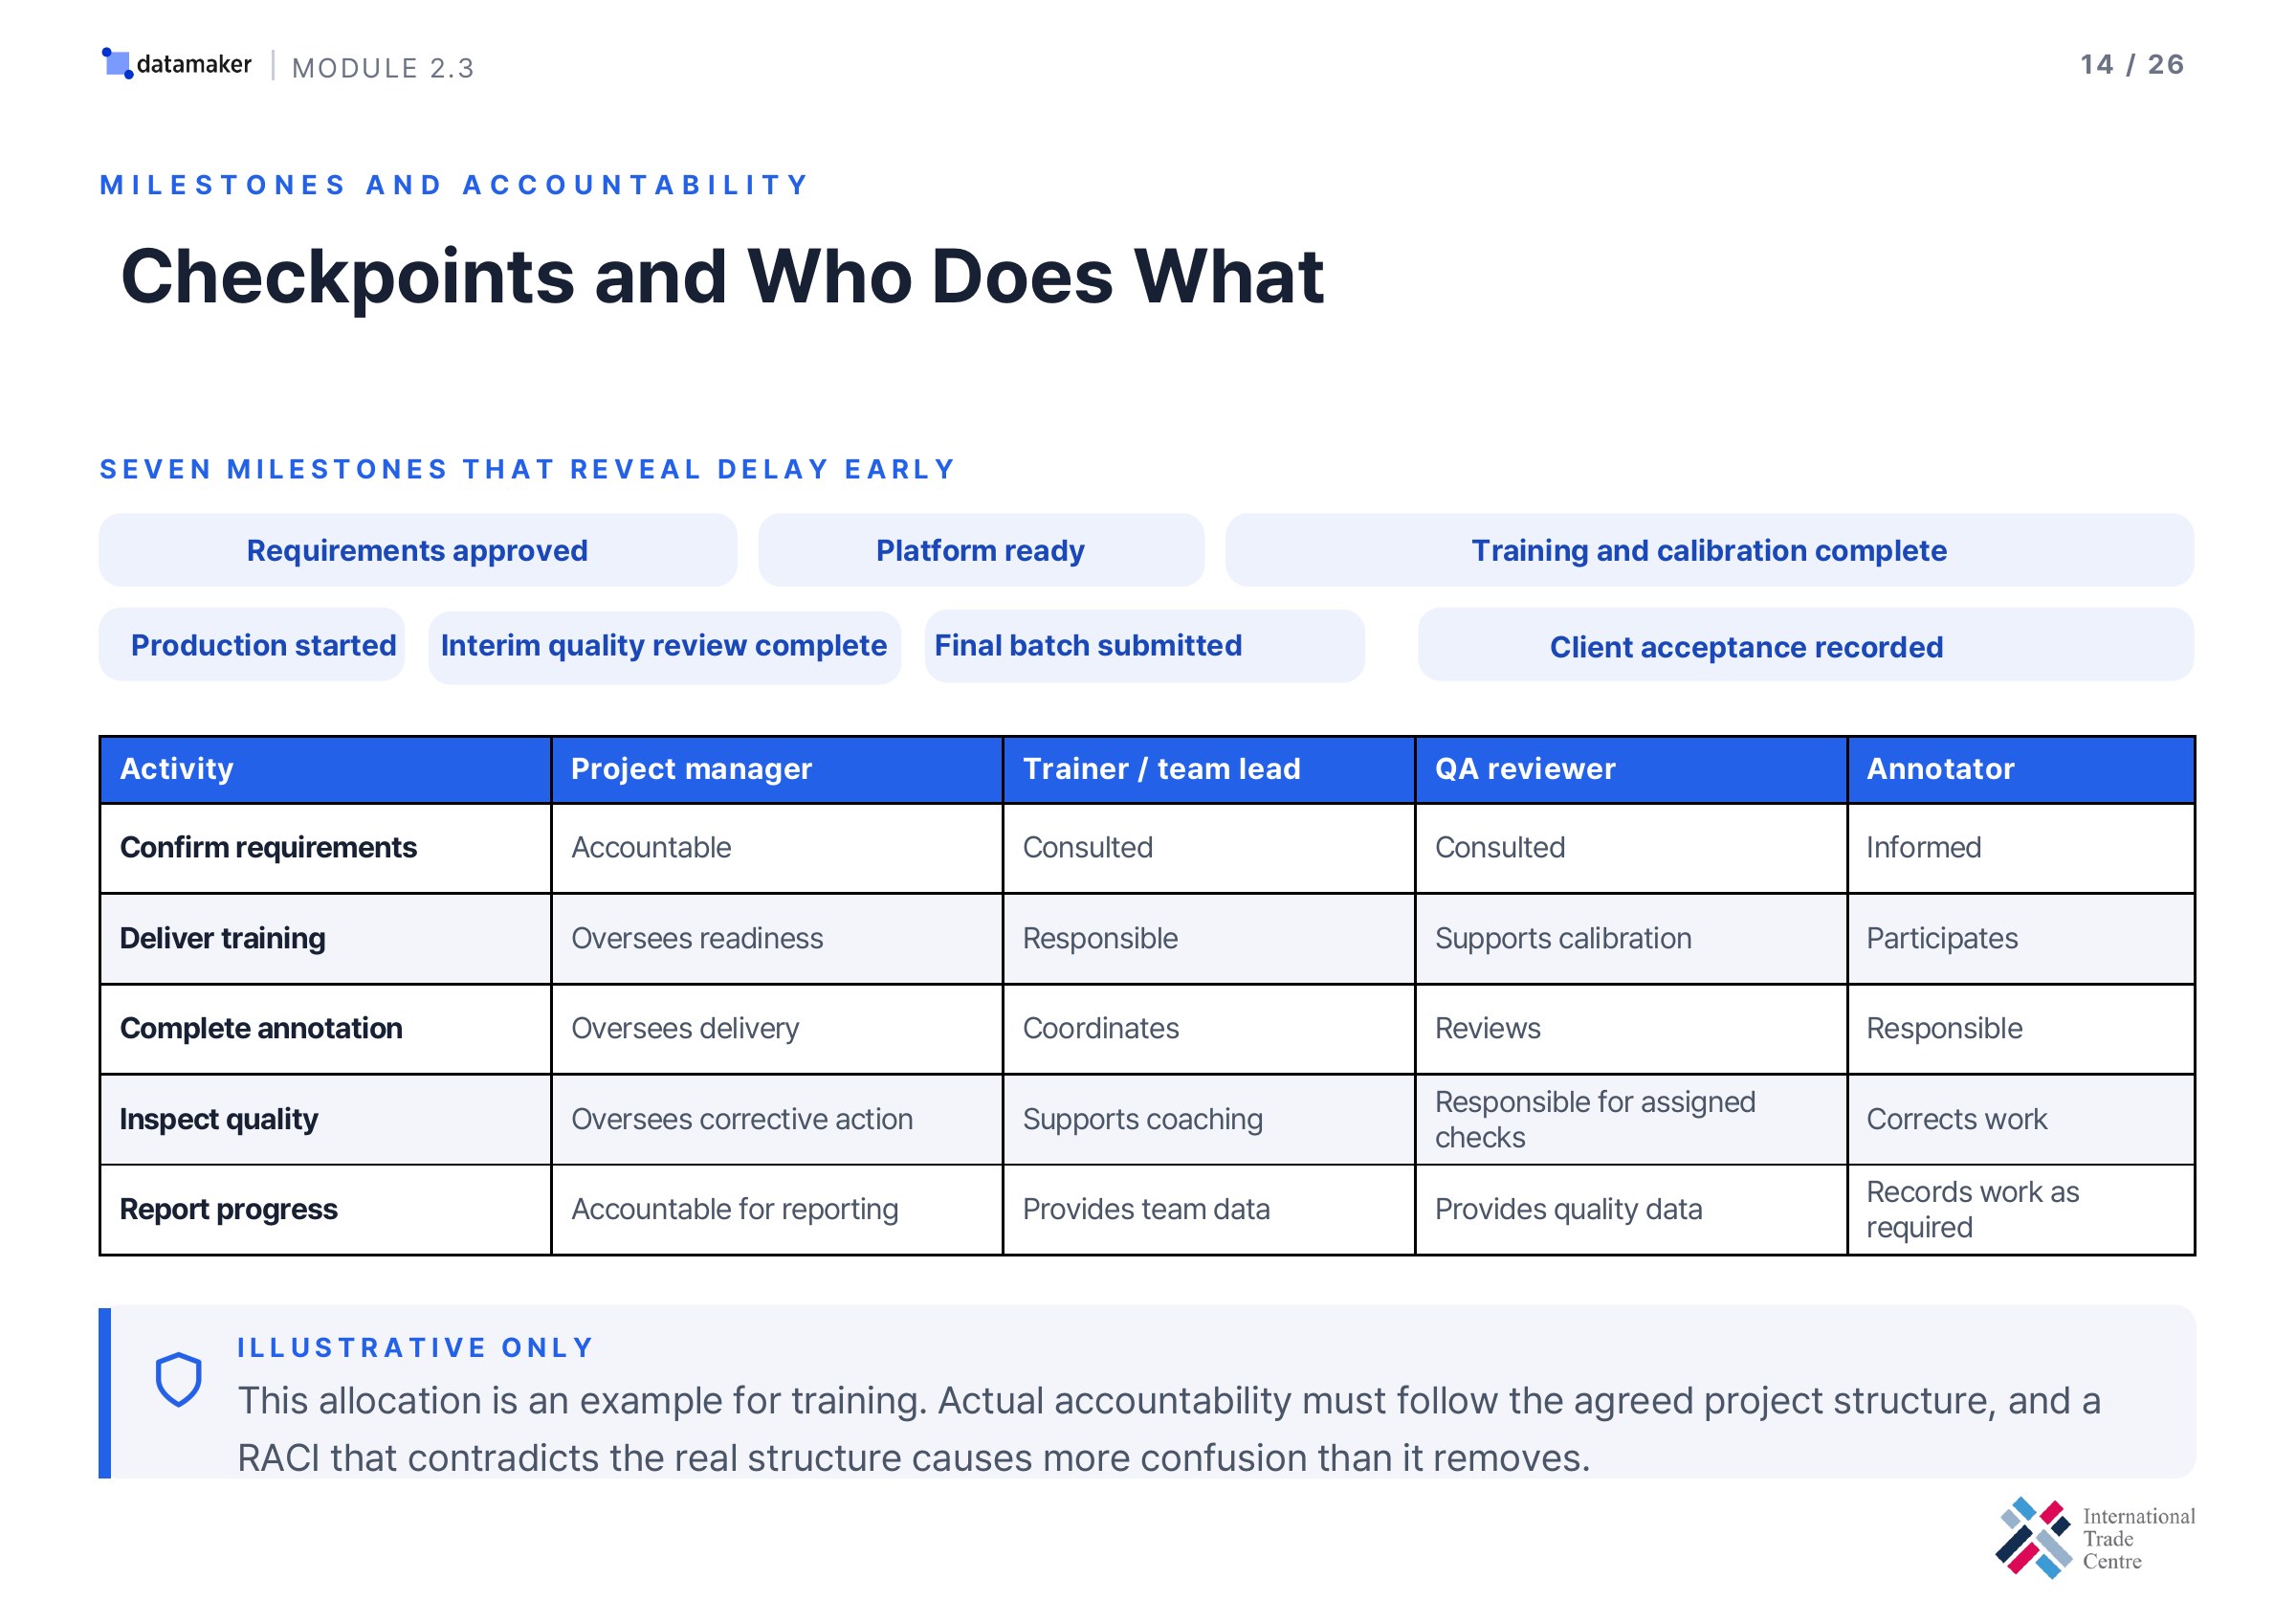 datamaker | MODULE 2.3
14 / 26
MILESTONES AND ACCOUNTABILITY
Checkpoints and Who Does What
SEVEN MILESTONES THAT REVEAL DELAY EARLY
Requirements approved
Platform ready
Training and calibration complete
Production started
Interim quality review complete
Final batch submitted
Client acceptance recorded
Activity
Project manager
Trainer / team lead
QA reviewer
Annotator
Confirm requirements
Accountable
Consulted
Consulted
Informed
Deliver training
Oversees readiness
Responsible
Supports calibration
Participates
Complete annotation
Oversees delivery
Coordinates
Reviews
Responsible
Inspect quality
Oversees corrective action
Supports coaching
Responsible for assigned
checks
Corrects work
Report progress
Accountable for reporting
Provides team data
Provides quality data
Records work as
required
ILLUSTRATIVE ONLY
This allocation is an example for training. Actual accountability must follow the agreed project structure, and a
RACI that contradicts the real structure causes more confusion than it removes.
International
Trade
Centre